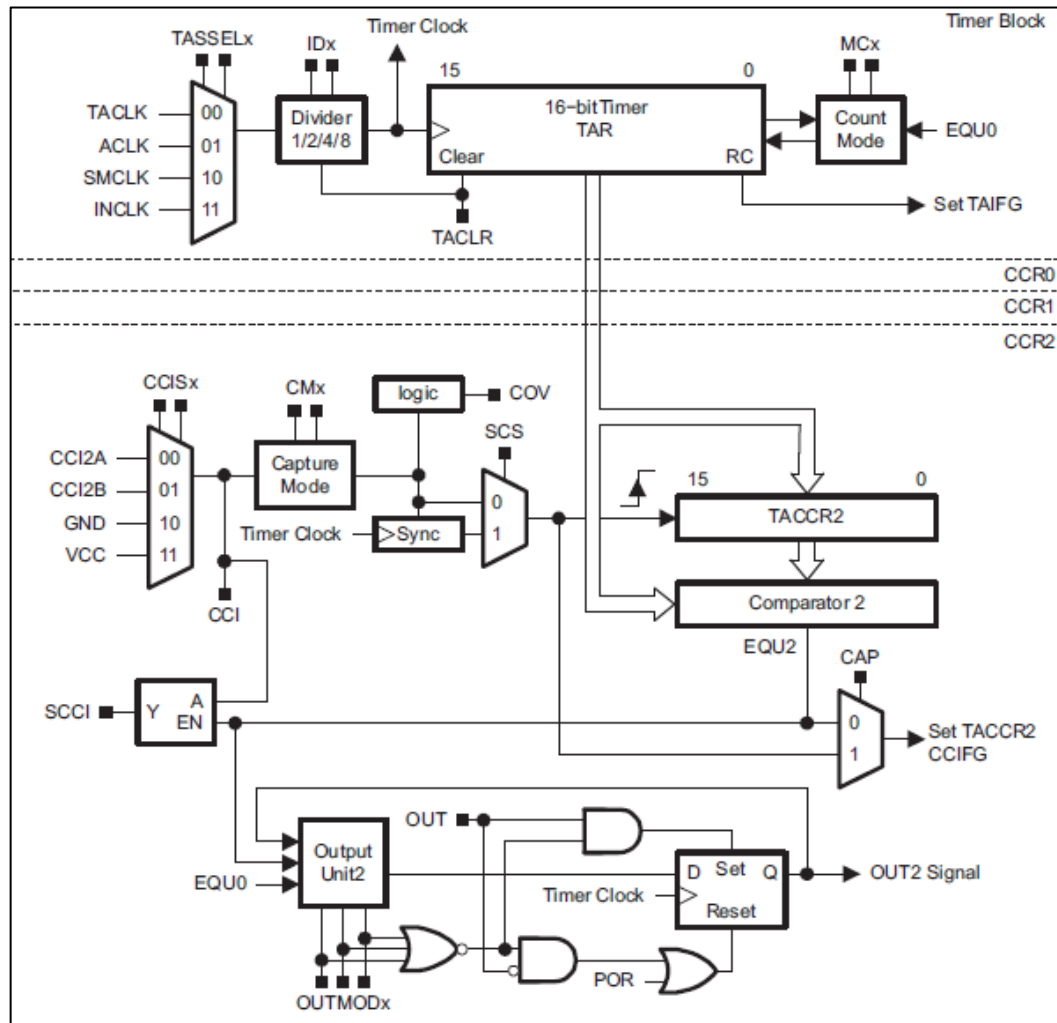 Timer Block
Timer Clock
TASSELx
IDx
15
0
MCx
TACLK
00
ACLK
01
SMCLK
10
INCLK
11
Divider
1/2/4/8
16-bit Timer
TAR
Clear
RC
Count
Mode
EQU0
Set TAIFG
TACLR
CCR0
CCR1
CCR2
CCISx
CMx
logic
COV
SCS
CCI2A
00
CCI2B
01
GND
10
VCC
11
Capture
Mode
0
1
Timer Clock
Sync
15
0
TACCR2
CCI
Comparator 2
EQU2
CAP
SCCI
Y
A
EN
0
1
Set TACCR2
CCIFG
OUT
EQU0
Output
Unit2
Timer Clock
D
Set
Q
Reset
OUT2 Signal
POR
OUTMODx